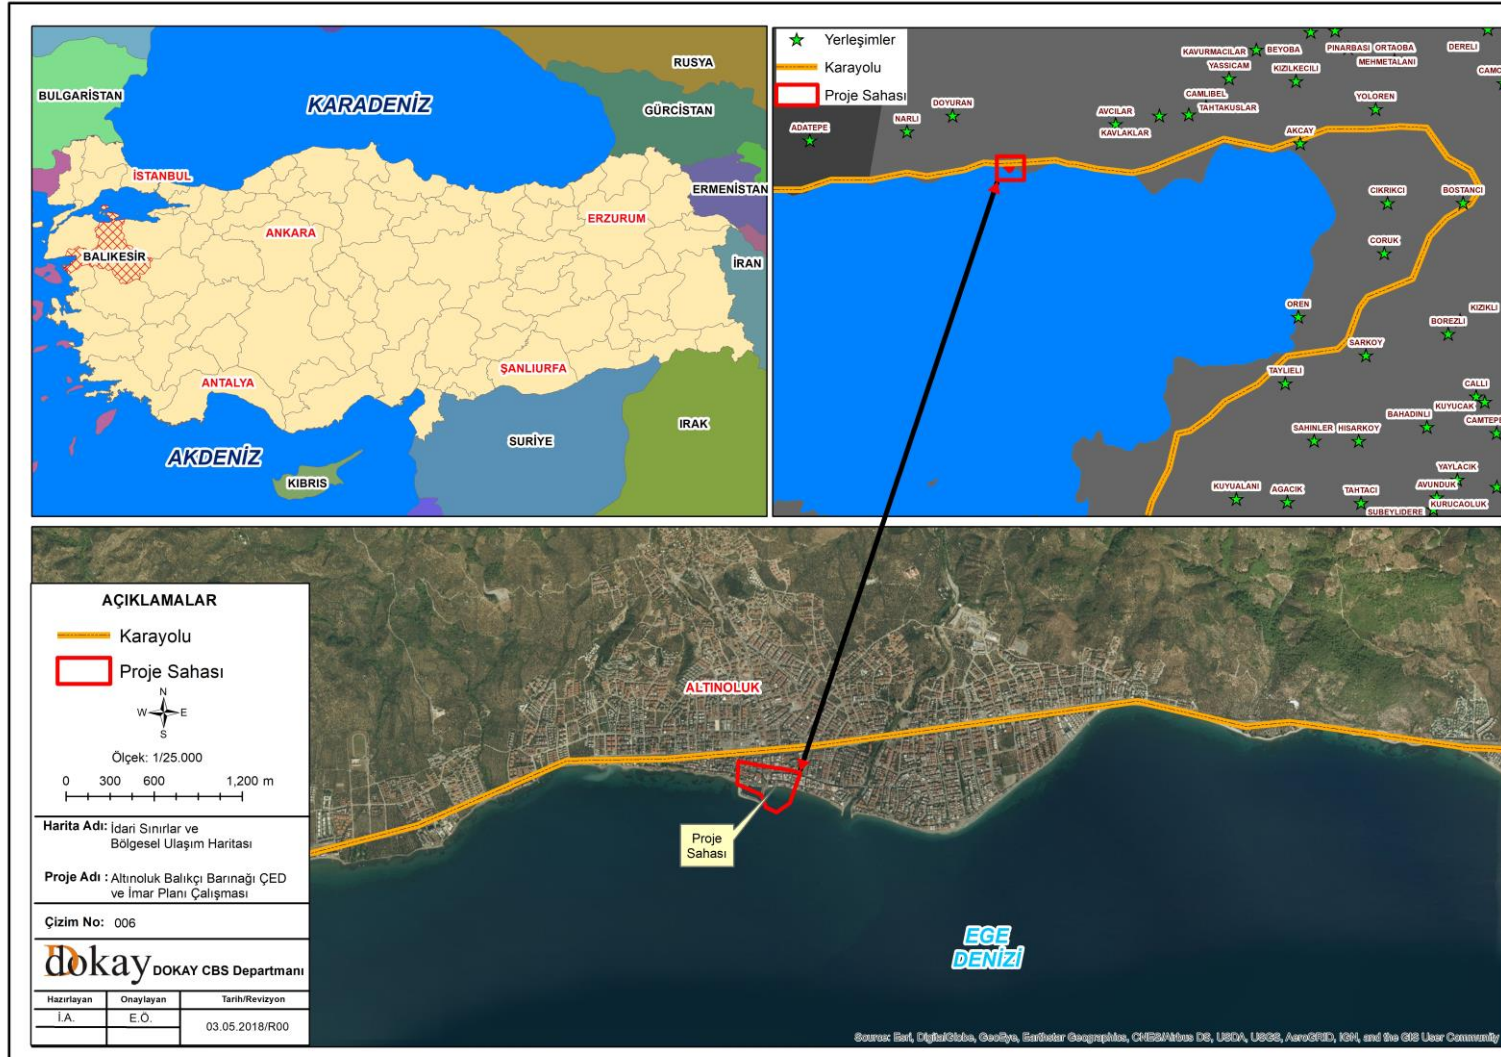 RUSYA
BULGARİSTAN
KARADENİZ
GÜRCİSTAN
İSTANBUL
ERMENİSTAN
ERZURUM
ANKARA
BALIKESİR
İRAN
ŞANLIURFA
ANTALYA
IRAK
SURİYE
AKDENİZ
KIBRIS
Yerleşimler
Karayolu
Proje Sahası
KAVURMACILAR
BEYOBA
PINARBASI
ORTAOBA
DERELI
MEHMETALANI
YASSICAM
KIZILKECILI
CAMLIBEL
YOLOREN
DOYURAN
TAHTAKUSLAR
AVCILAR
NARLI
ADATEPE
KAVLAKLAR
AKCAY
CIKRIKCI
BOSTANCI
CORUK
OREN
KIZIKLI
BOREZLI
SARKOY
TAYLIELI
CALLI
KUYUCAK
BAHADINLI
CAMTEPE
SAHINLER
HISARKOY
YAYLACIK
KUYUALANI
AGACIK
TAHTACI
AVUNDUK
KURUCAOLUK
SUBEYLIDERE
AÇIKLAMALAR
Karayolu
Proje Sahası
N
W E
S
Ölçek: 1/25.000
0 300 600 1,200 m
Harita Adı: İdari Sınırlar ve
Bölgesel Ulaşım Haritası
Proje Adı : Altınoluk Balıkçı Barınağı ÇED
ve İmar Planı Çalışması
Çizim No: 006
dokay DOKAY CBS Departmanı
Hazırlayan Onaylayan Tarih/Revizyon
İ.A. E.Ö. 03.05.2018/R00
ALTINOLUK
Proje
Sahası
EGE
DENİZİ
Source: Esri, DigitalGlobe, GeoEye, Earthstar Geographics, CNES/Airbus DS, USDA, USGS, AeroGRID, IGN, and the GIS User Community